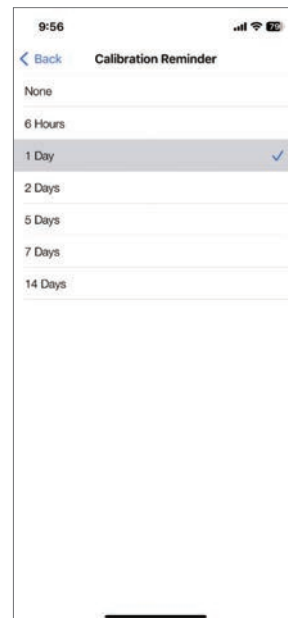 9:56 79
Back Calibration Reminder
None
6 Hours
1 Day
2 Days
5 Days
7 Days
14 Days